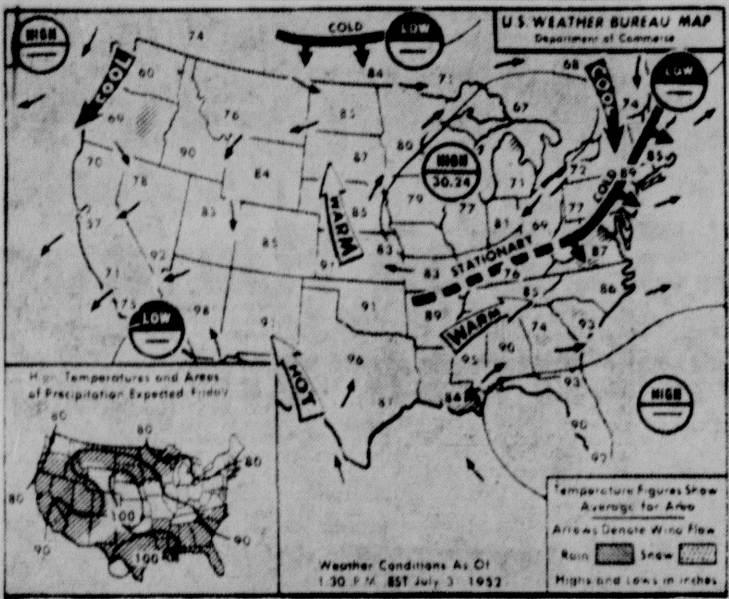 U.S. WEATHER BUREAU MAP
Department of Commerce
HIGH
74
COLD
LOW
84
71
68
COOL
LOW
COOL
60
69
76
85
67
74
85
80
HIGH
30.24
90
84
87
72
89
COLD
70
78
83
WARM
85
79
77
71
77
81
69
57
92
85
83
83
STATIONARY
76
87
71
75
98
91
85
86
LOW
89
WARM
74
93
HOT
96
95
90
84
93
HIGH
90
92
High Temperatures and Areas
of Precipitation Expected Friday
80
80
80
80
100
90
90
100
Temperature Figures Show
Average for Area
Arrows Denote Wind Flow
Rain Snow
Highs and Lows in Inches
Weather Conditions As Of
1:30 P.M. EST July 3, 1952